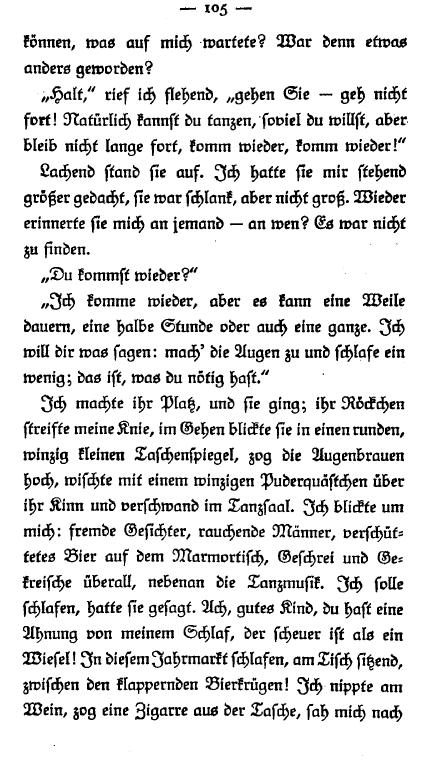 — 105 —
können, was auf mich wartete? War denn etwas
anders geworden?
„Halt,“ rief ich flehend, „gehen Sie — geh nicht
fort! Natürlich kannst du tanzen, soviel du willst, aber
bleib nicht lange fort, komm wieder, komm wieder!“
Lachend stand sie auf. Ich hatte sie mir stehend
größer gedacht, sie war schlank, aber nicht groß. Wieder
erinnerte sie mich an jemand — an wen? Es war nicht
zu finden.
„Du kommst wieder?“
„Ich komme wieder, aber es kann eine Weile
dauern, eine halbe Stunde oder auch eine ganze. Ich
will dir was sagen: mach’ die Augen zu und schlafe ein
wenig; das ist, was du nötig hast.“
Ich machte ihr Platz, und sie ging; ihr Röckchen
streifte meine Knie, im Gehen blickte sie in einen runden,
winzig kleinen Taschenspiegel, zog die Augenbrauen
hoch, wischte mit einem winzigen Puderquästchen über
ihr Kinn und verschwand im Tanzsaal. Ich blickte um
mich: fremde Gesichter, rauchende Männer, verschüt-
tetes Bier auf dem Marmortisch, Geschrei und Ge-
kreische überall, nebenan die Tanzmusik. Ich solle
schlafen, hatte sie gesagt. Ach, gutes Kind, du hast eine
Ahnung von meinem Schlaf, der scheuer ist als ein
Wiesel! In diesem Jahrmarkt schlafen, am Tisch sitzend,
zwischen den klappernden Bierkrügen! Ich nippte am
Wein, zog eine Zigarre aus der Tasche, sah mich nach